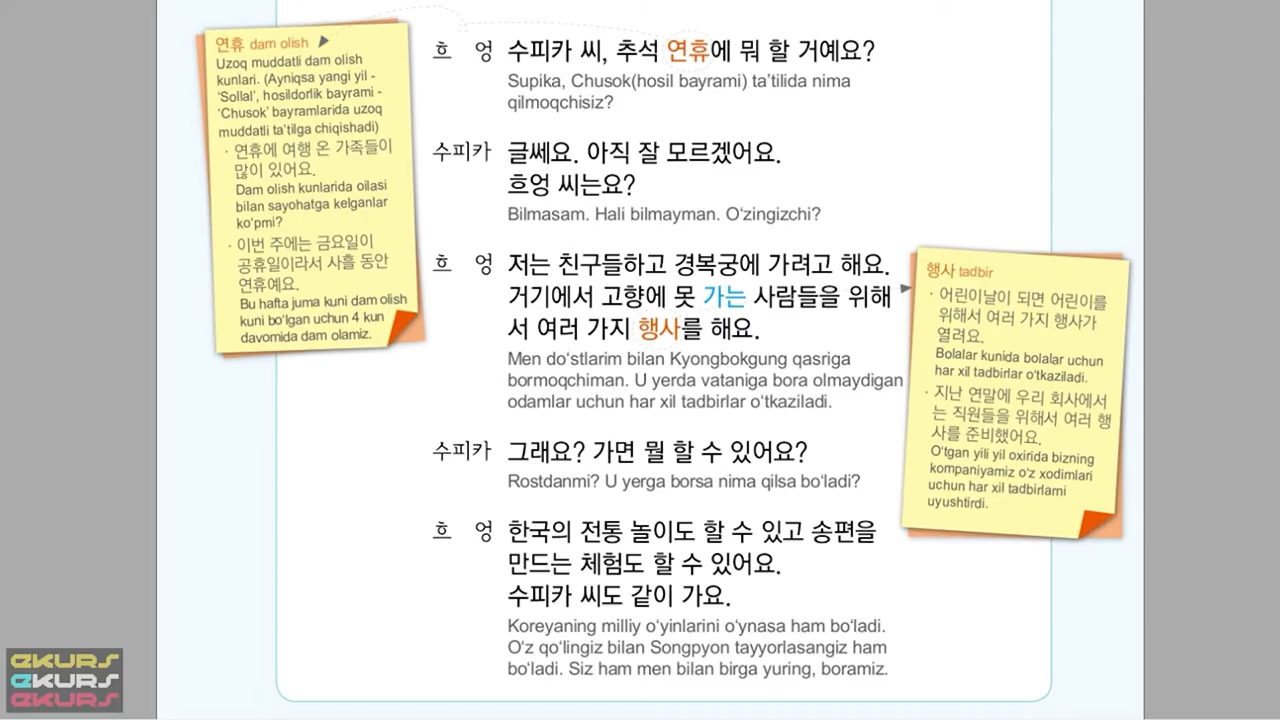 연휴 dam olish
Uzoq muddatli dam olish
kunlari. (Ayniqsa yangi yil -
‘Sollal’, hosildorlik bayrami -
‘Chusok’ bayramlarida uzoq
muddatli ta’tilga chiqishadi)
· 연휴에 여행 온 가족들이
많이 있어요.
Dam olish kunlarida oilasi
bilan sayohatga kelganlar
ko‘pmi?
· 이번 주에는 금요일이
공휴일이라서 사흘 동안
연휴예요.
Bu hafta juma kuni dam olish
kuni bo‘lgan uchun 4 kun
davomida dam olamiz.
흐 엉 수피카 씨, 추석 연휴에 뭐 할 거예요?
Supika, Chusok(hosil bayrami) ta’tilida nima
qilmoqchisiz?
수피카 글쎄요. 아직 잘 모르겠어요.
흐엉 씨는요?
Bilmasam. Hali bilmayman. O‘zingizchi?
흐 엉 저는 친구들하고 경복궁에 가려고 해요.
거기에서 고향에 못 가는 사람들을 위해
서 여러 가지 행사를 해요.
Men do‘stlarim bilan Kyongbokgung qasriga
bormoqchiman. U yerda vataniga bora olmaydigan
odamlar uchun har xil tadbirlar o‘tkaziladi.
수피카 그래요? 가면 뭘 할 수 있어요?
Rostdanmi? U yerga borsa nima qilsa bo‘ladi?
흐 엉 한국의 전통 놀이도 할 수 있고 송편을
만드는 체험도 할 수 있어요.
수피카 씨도 같이 가요.
Koreyaning milliy o‘yinlarini o‘ynasa ham bo‘ladi.
O‘z qo‘lingiz bilan Songpyon tayyorlasangiz ham
bo‘ladi. Siz ham men bilan birga yuring, boramiz.
행사 tadbir
· 어린이날이 되면 어린이를
위해서 여러 가지 행사가
열려요.
Bolalar kunida bolalar uchun
har xil tadbirlar o‘tkaziladi.
· 지난 연말에 우리 회사에서
는 직원들을 위해서 여러 행
사를 준비했어요.
O‘tgan yili yil oxirida bizning
kompaniyamiz o‘z xodimlari
uchun har xil tadbirlarni
uyushtirdi.
EKURS
EKURS
EKURS